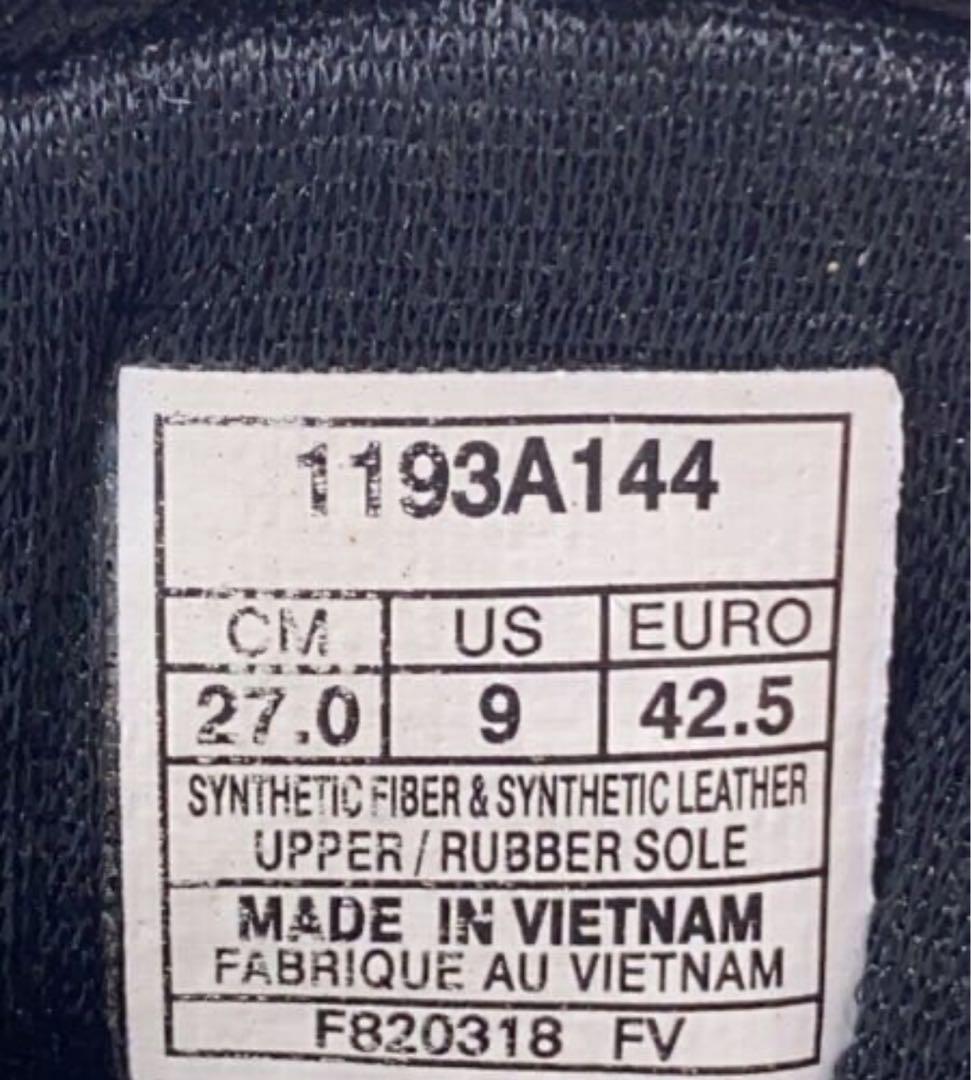 1193A144
CM US EURO
27.0 9 42.5
SYNTHETIC FIBER & SYNTHETIC LEATHER
UPPER / RUBBER SOLE
MADE IN VIETNAM
FABRIQUE AU VIETNAM
F820318 FV